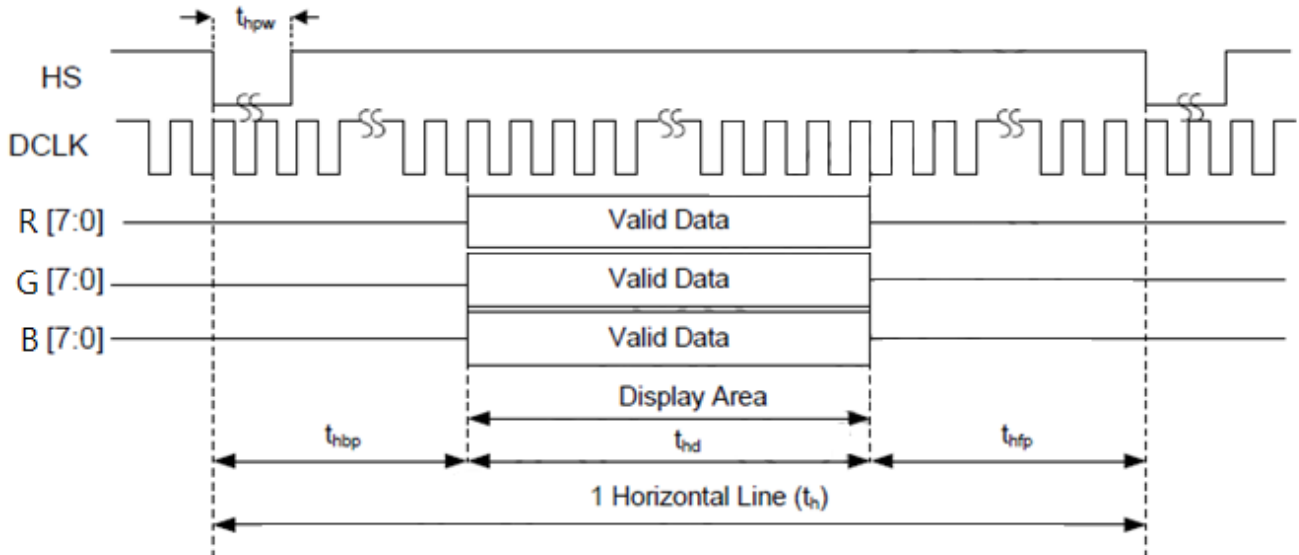 thpw
HS
DCLK
R [7:0]
Valid Data
G [7:0]
Valid Data
B [7:0]
Valid Data
Display Area
thbp
thd
thfp
1 Horizontal Line (th)